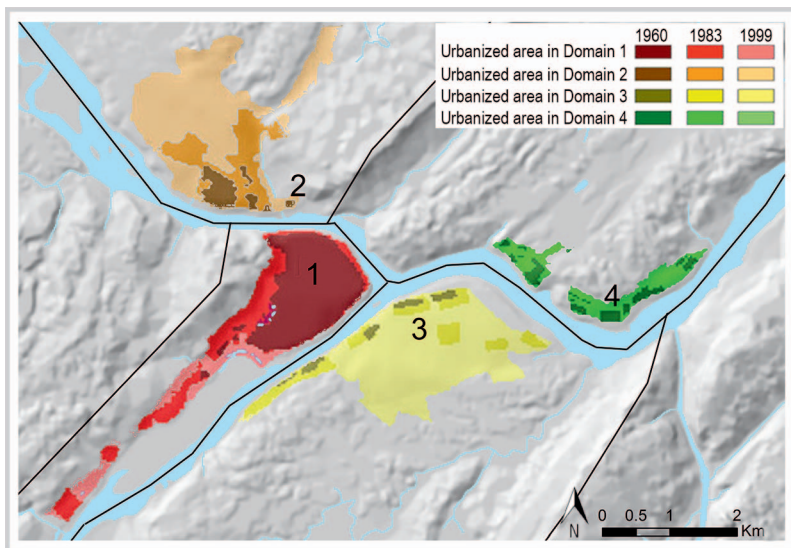 1960 1983 1999
Urbanized area in Domain 1
Urbanized area in Domain 2
Urbanized area in Domain 3
Urbanized area in Domain 4
2
1
4
3
N
0 0.5 1 2
Km